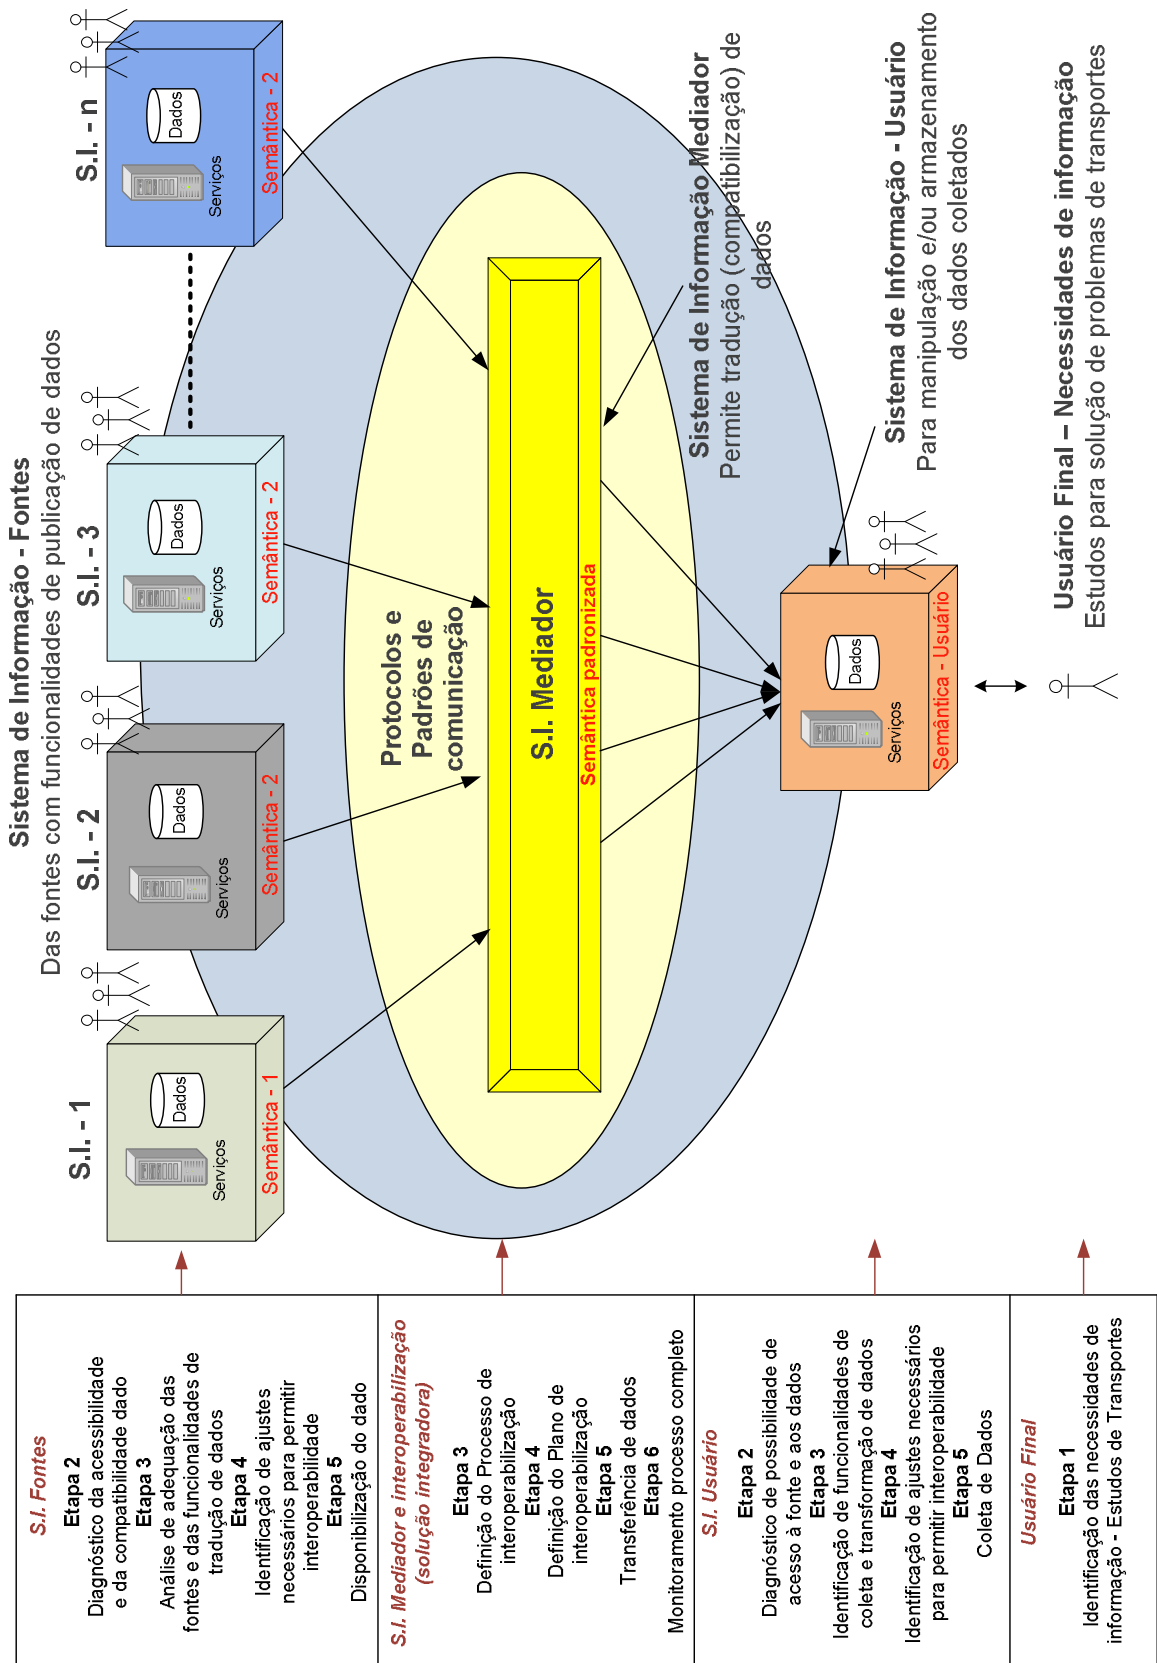 S.I. Fontes
Etapa 2
Diagnóstico da acessibilidade
e da compatibilidade dado
Etapa 3
Análise de adequação das
fontes e das funcionalidades de
tradução de dados
Etapa 4
Identificação de ajustes
necessários para permitir
interoperabilidade
Etapa 5
Disponibilização do dado
S.I. Mediador e interoperabilização
(solução integradora)
Etapa 3
Definição do Processo de
interoperabilização
Etapa 4
Definição do Plano de
interoperabilização
Etapa 5
Transferência de dados
Etapa 6
Monitoramento processo completo
S.I. Usuário
Etapa 2
Diagnóstico de possibilidade de
acesso à fonte e aos dados
Etapa 3
Identificação de funcionalidades de
coleta e transformação de dados
Etapa 4
Identificação de ajustes necessários
para permitir interoperabilidade
Etapa 5
Coleta de Dados
Usuário Final
Etapa 1
Identificação das necessidades de
informação - Estudos de Transportes
Sistema de Informação - Fontes
Das fontes com funcionalidades de publicação de dados
S.I. - 1
Dados
Serviços
Semântica - 1
S.I. - 2
Dados
Serviços
Semântica - 2
S.I. - 3
Dados
Serviços
Semântica - 2
S.I. - n
Dados
Serviços
Semântica - 2
Protocolos e
Padrões de
comunicação
S.I. Mediador
Semântica padronizada
Sistema de Informação Mediador
Permite tradução (compatibilização) de
dados
Dados
Serviços
Semântica - Usuário
Sistema de Informação - Usuário
Para manipulação e/ou armazenamento
dos dados coletados
Usuário Final – Necessidades de informação
Estudos para solução de problemas de transportes